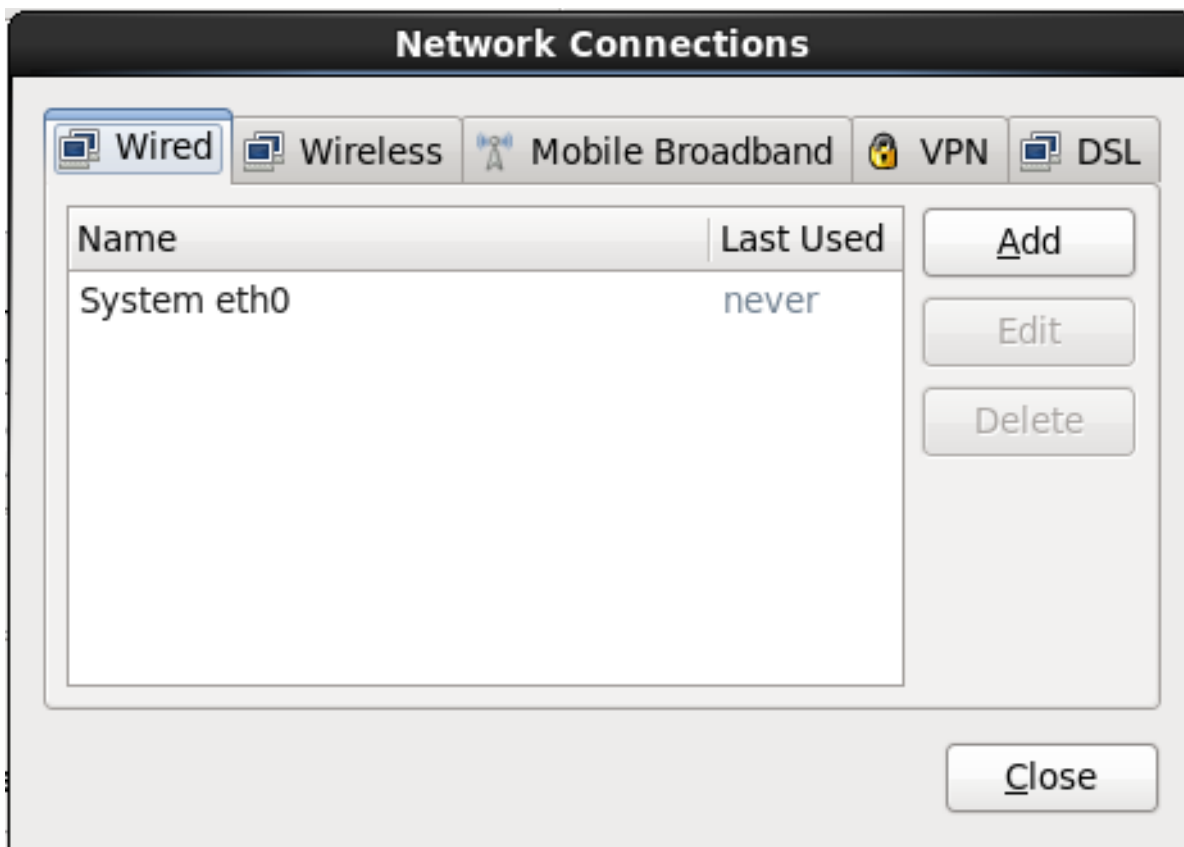 Network Connections
Wired Wireless Mobile Broadband VPN DSL
Name Last Used Add
System eth0 never
Edit
Delete
Close